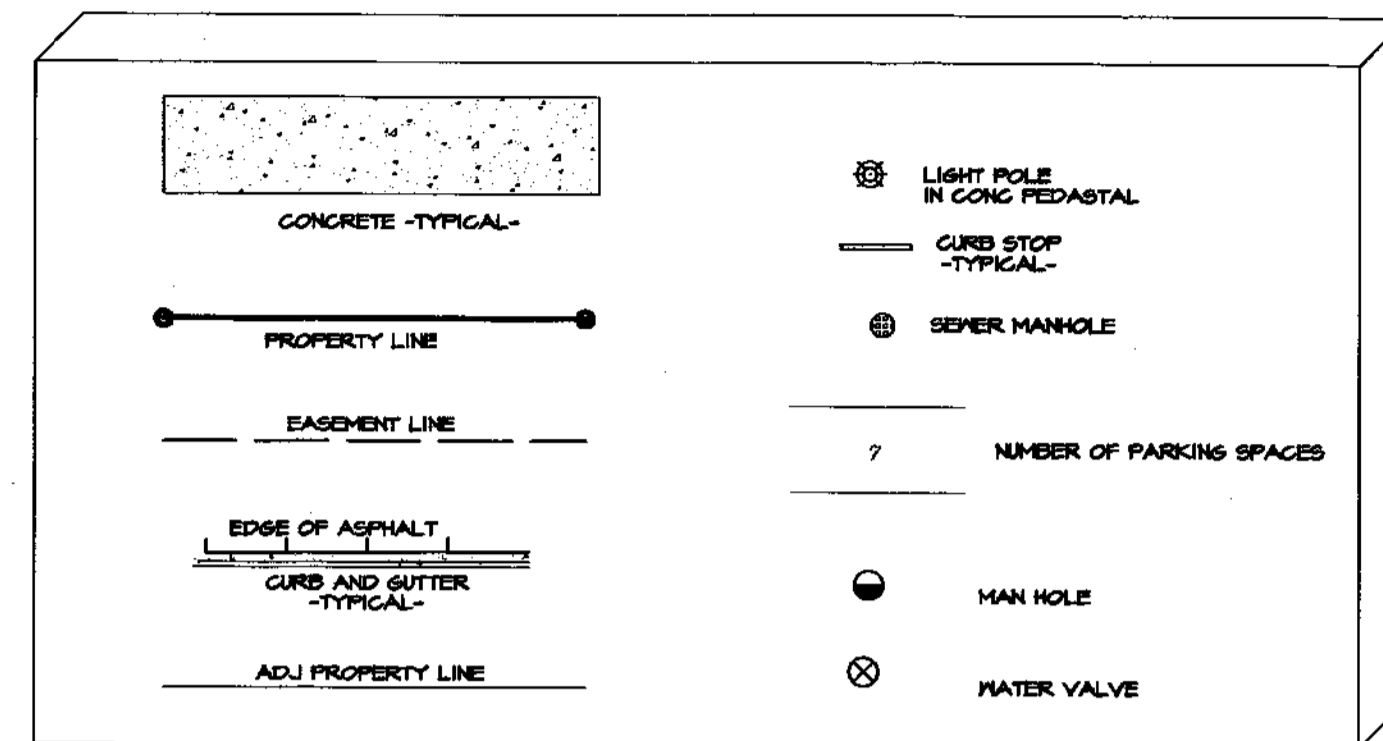 CONCRETE -TYPICAL-
PROPERTY LINE
EASEMENT LINE
EDGE OF ASPHALT
CURB AND GUTTER
-TYPICAL-
ADJ PROPERTY LINE
LIGHT POLE
IN CONC PEDASTAL
CURB STOP
-TYPICAL-
SEWER MANHOLE
7
NUMBER OF PARKING SPACES
MAN HOLE
WATER VALVE